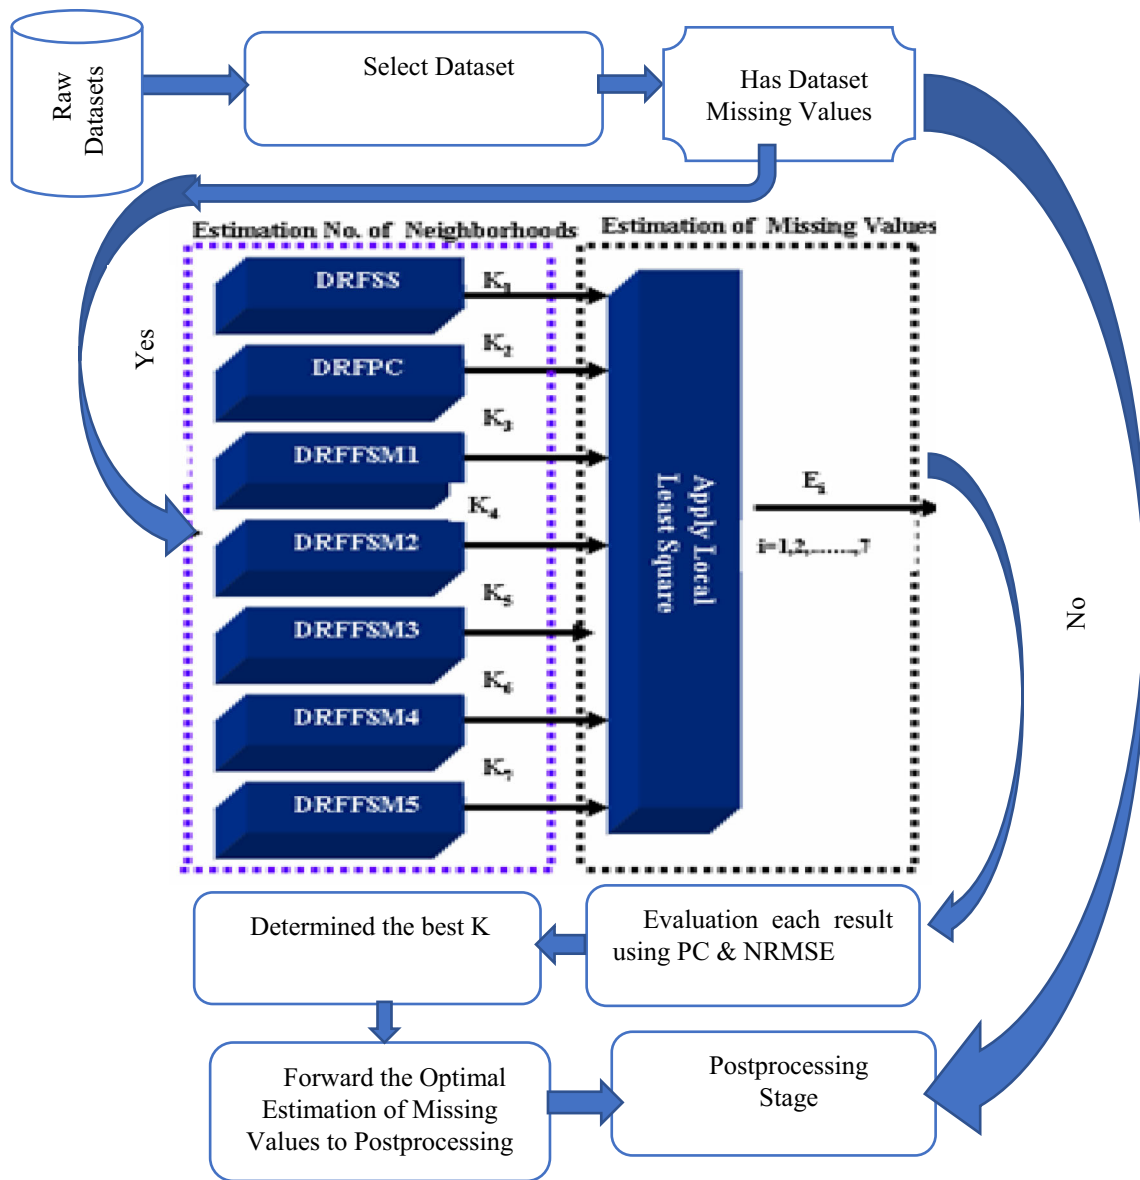 Raw
Datasets
Select Dataset
Has Dataset
Missing Values
Yes
No
Estimation No. of Neighborhoods
Estimation of Missing Values
DRFSS
K1
DRFPC
K2
DRFFSM1
K3
DRFFSM2
K4
DRFFSM3
K5
DRFFSM4
K6
DRFFSM5
K7
Apply Local
Least Square
Ei
i=1,2,.......,7
Evaluation each result
using PC & NRMSE
Determined the best K
Forward the Optimal
Estimation of Missing
Values to Postprocessing
Postprocessing
Stage